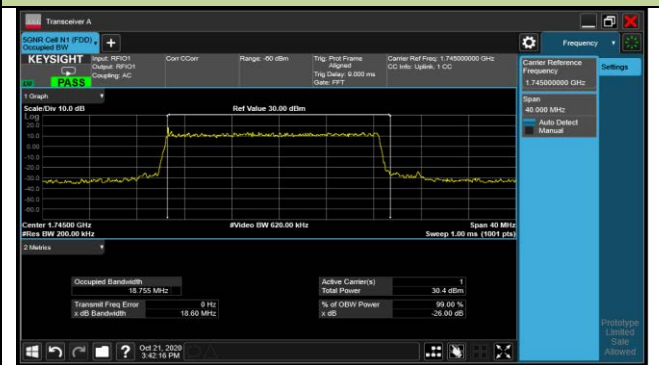 Transceiver A
5GNR Cell N1 (FDD)
Occupied BW
Frequency
KEYSIGHT
PASS
Input: RFIO1
Output: RFIO1
Coupling: AC
Corr CCorr
Range: -60 dBm
Trig: Prot Frame
Aligned
Trig Delay: 8.000 ms
Gate: FFT
Carrier Ref Freq: 1.745000000 GHz
CC Info: Uplink, 1 CC
Carrier Reference
Frequency
1.745000000 GHz
Settings
Span
40.000 MHz
Auto Detect
Manual
1 Graph
Scale/Div 10.0 dB
Ref Value 30.00 dBm
Log
20.0
10.0
0.00
-10.0
-20.0
-30.0
-40.0
-50.0
-60.0
Center 1.74500 GHz
#Video BW 620.00 kHz
Span 40 MHz
#Res BW 200.00 kHz
Sweep 1.00 ms (1001 pts)
2 Metrics
Occupied Bandwidth
18.755 MHz
Active Carrier(s) 1
Total Power 30.4 dBm
Transmit Freq Error 0 Hz
x dB Bandwidth 18.60 MHz
% of OBW Power 99.00 %
x dB -26.00 dB
Prototype
Limited
Sale
Allowed
Oct 21, 2020
3:42:16 PM